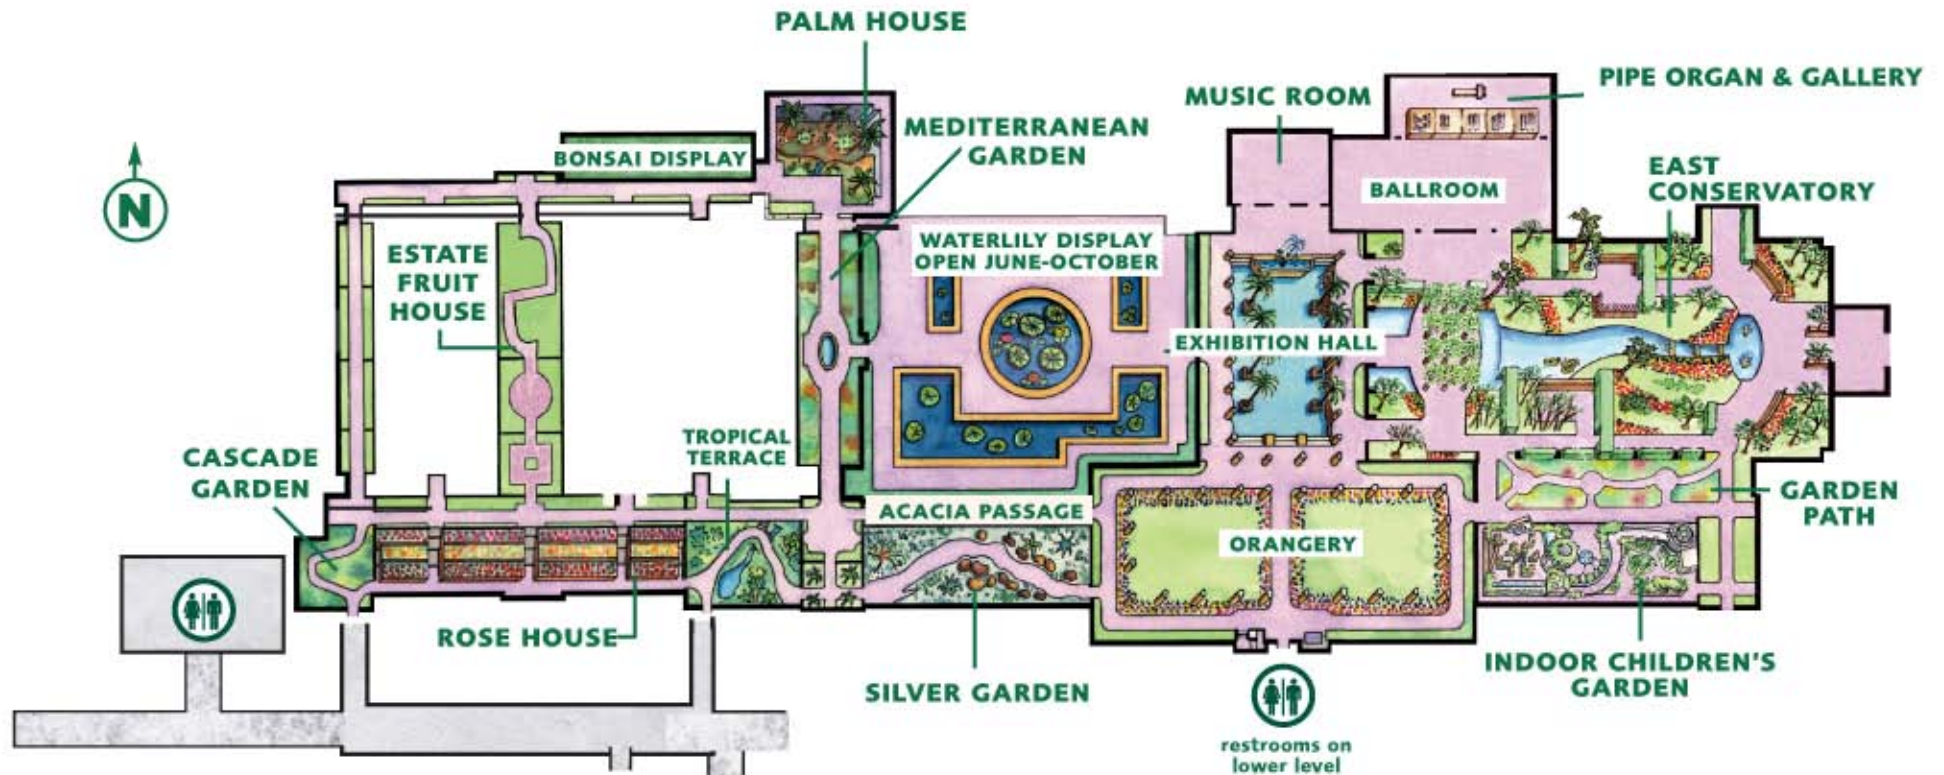 PALM HOUSE
PIPE ORGAN & GALLERY
MUSIC ROOM
MEDITERRANEAN
GARDEN
BONSAI DISPLAY
EAST
CONSERVATORY
BALLROOM
N
WATERLILY DISPLAY
OPEN JUNE-OCTOBER
ESTATE
FRUIT
HOUSE
EXHIBITION HALL
TROPICAL
TERRACE
CASCADE
GARDEN
GARDEN
PATH
ACACIA PASSAGE
ORANGERY
ROSE HOUSE
SILVER GARDEN
INDOOR CHILDREN'S
GARDEN
restrooms on
lower level